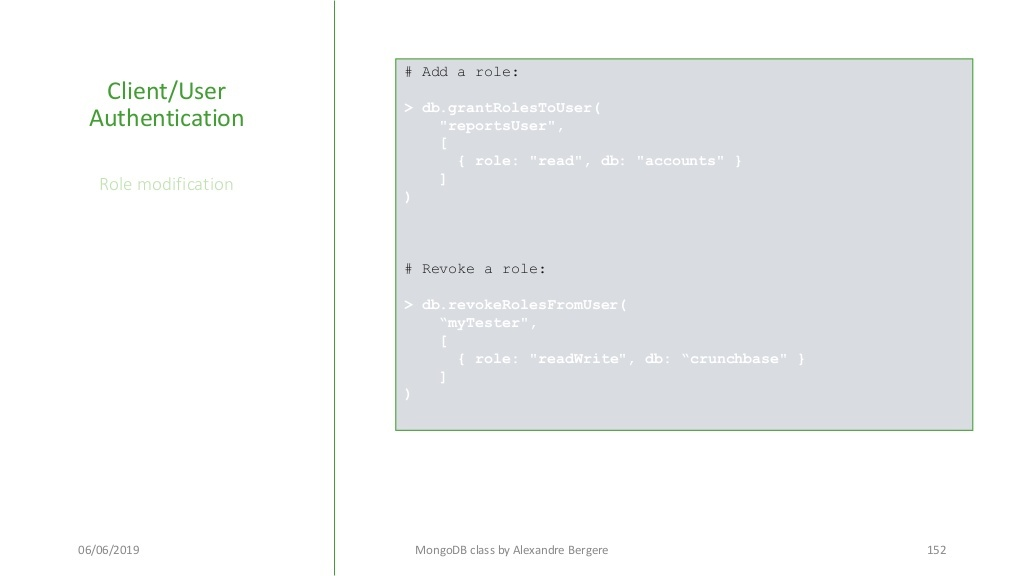 Client/User
Authentication
Role modification
# Add a role:
> db.grantRolesToUser(
"reportsUser",
[
{ role: "read", db: "accounts" }
]
)
# Revoke a role:
> db.revokeRolesFromUser(
“myTester",
[
{ role: "readWrite", db: “crunchbase" }
]
)
06/06/2019
MongoDB class by Alexandre Bergere
152